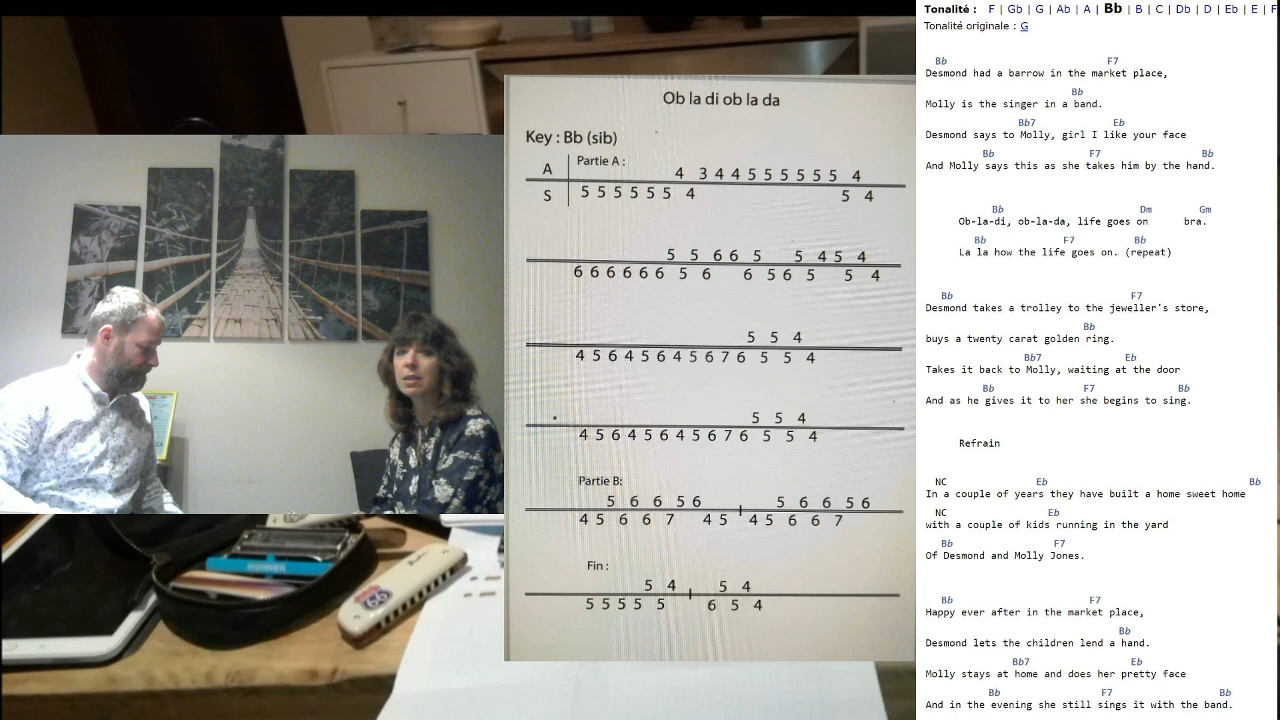 Ob la di ob la da
Key : Bb (sib)
Partie A :
A 4 3 4 4 5 5 5 5 5 5 4
S 5 5 5 5 5 5 4 5 4
5 5 6 6 5 5 4 5 4
6 6 6 6 6 6 5 6 6 5 6 5 5 4
5 5 4
4 5 6 4 5 6 4 5 6 7 6 5 5 4
5 5 4
4 5 6 4 5 6 4 5 6 7 6 5 5 4
Partie B:
5 6 6 5 6 5 6 6 5 6
4 5 6 6 7 4 5 4 5 6 6 7
Fin :
5 4 5 4
5 5 5 5 5 6 5 4
HOHNER
66
Tonalité : F | Gb | G | Ab | A | Bb | B | C | Db | D | Eb | E | F
Tonalité originale : G
Bb F7
Desmond had a barrow in the market place,
Bb
Molly is the singer in a band.
Bb7 Eb
Desmond says to Molly, girl I like your face
Bb F7 Bb
And Molly says this as she takes him by the hand.
Bb Dm Gm
Ob-la-di, ob-la-da, life goes on bra.
Bb F7 Bb
La la how the life goes on. (repeat)
Bb F7
Desmond takes a trolley to the jeweller's store,
Bb
buys a twenty carat golden ring.
Bb7 Eb
Takes it back to Molly, waiting at the door
Bb F7 Bb
And as he gives it to her she begins to sing.
Refrain
NC Eb Bb
In a couple of years they have built a home sweet home
NC Eb
with a couple of kids running in the yard
Bb F7
Of Desmond and Molly Jones.
Bb F7
Happy ever after in the market place,
Bb
Desmond lets the children lend a hand.
Bb7 Eb
Molly stays at home and does her pretty face
Bb F7 Bb
And in the evening she still sings it with the band.